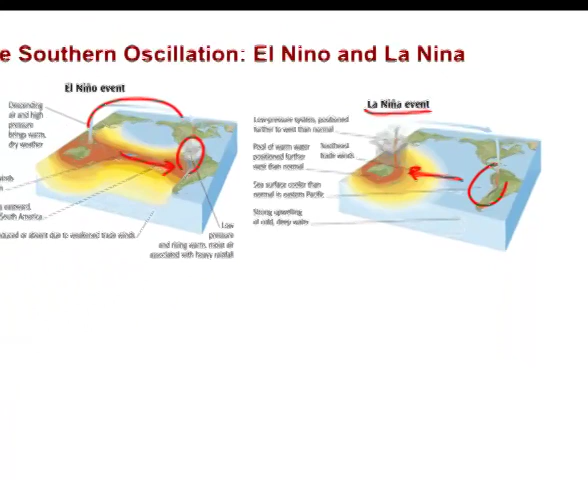 e Southern Oscillation: El Nino and La Nina
El Niño event
Descending
air and high
pressure
brings warm,
dry weather
inds
n
g eastward,
South America
duced or absent due to weakened trade winds
Low
pressure
and rising warm, moist air
associated with heavy rainfall
La Niña event
Low-pressure system, positioned
further to west than normal
Pool of warm water
positioned further
west than normal
Southeast
trade winds
Sea surface cooler than
normal in eastern Pacific
Strong upwelling
of cold, deep water